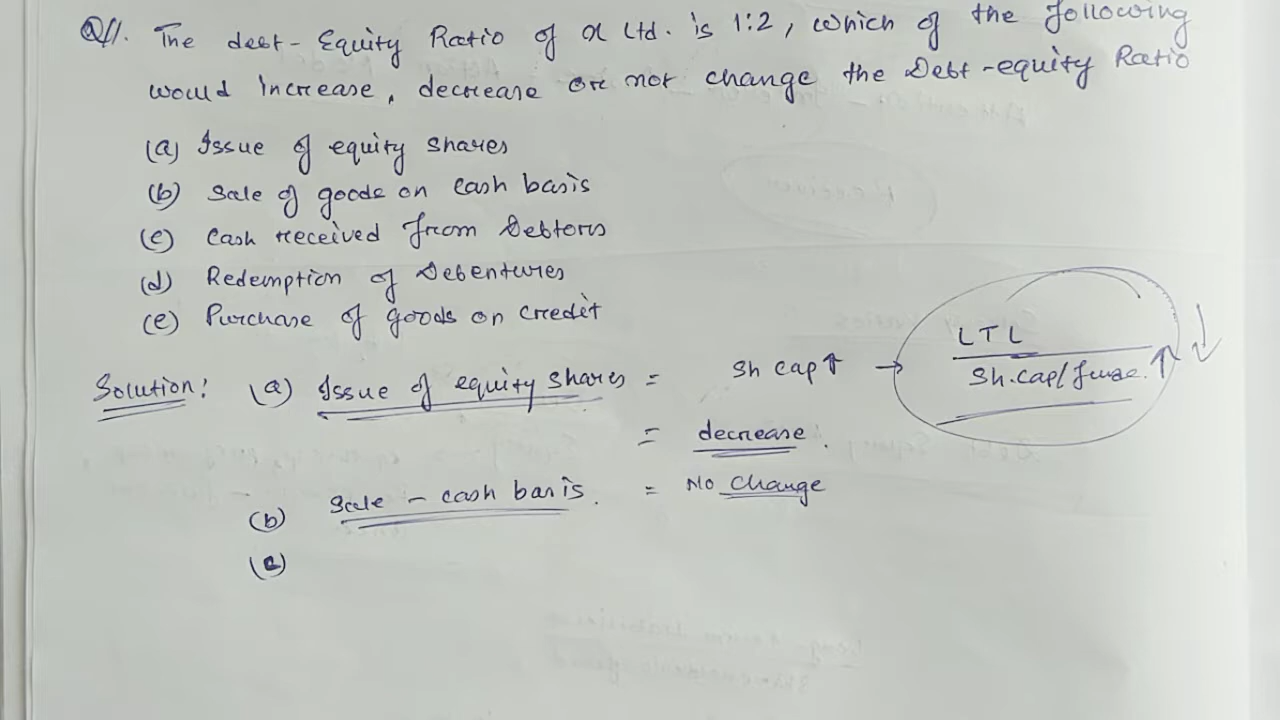 Q1. The debt-Equity Ratio of x Ltd. is 1:2, which of the following
would increase, decrease or not change the Debt-equity Ratio
(a) Issue of equity shares
(b) Sale of goods on cash basis
(c) Cash received from Debtors
(d) Redemption of Debentures
(e) Purchase of goods on credit
Solution: (a) Issue of equity shares = Sh cap↑ → LTL ↓
Sh.cap/ ↑
= decrease.
(b) Sale - cash basis. = No change
(c)